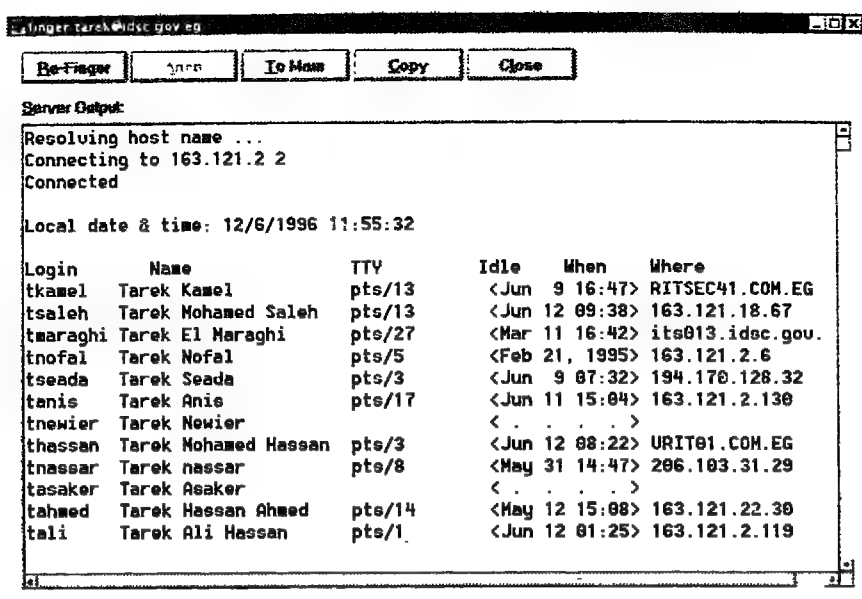 finger tarek@idsc gov eg
Re-Finger To Main Copy Close
Server Output:
Resolving host name ...
Connecting to 163.121.2 2
Connected
Local date & time: 12/6/1996 11:55:32
Login Name TTY Idle When Where
tkamel Tarek Kamel pts/13 <Jun 9 16:47> RITSEC41.COM.EG
tsaleh Tarek Mohamed Saleh pts/13 <Jun 12 09:38> 163.121.18.67
tmaraghi Tarek El Maraghi pts/27 <Mar 11 16:42> its013.idsc.gov.
tnofal Tarek Nofal pts/5 <Feb 21, 1995> 163.121.2.6
tseada Tarek Seada pts/3 <Jun 9 07:32> 194.170.128.32
tanis Tarek Anis pts/17 <Jun 11 15:04> 163.121.2.130
tnewier Tarek Newier < . . . . >
thassan Tarek Mohamed Hassan pts/3 <Jun 12 08:22> URIT01.COM.EG
tnassar Tarek nassar pts/8 <May 31 14:47> 206.103.31.29
tasaker Tarek Asaker < . . . . >
tahmed Tarek Hassan Ahmed pts/14 <May 12 15:08> 163.121.22.30
tali Tarek Ali Hassan pts/1 <Jun 12 01:25> 163.121.2.119